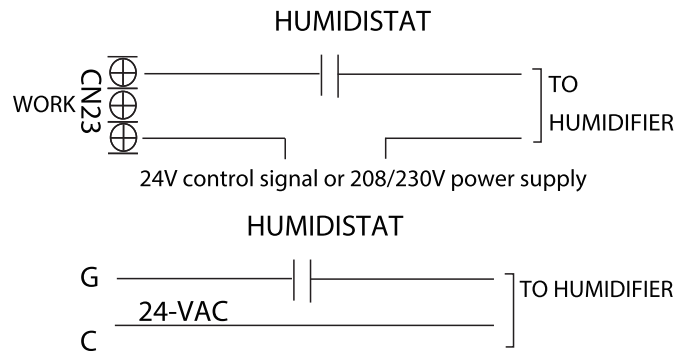 HUMIDISTAT
WORK CN23
TO
HUMIDIFIER
24V control signal or 208/230V power supply
HUMIDISTAT
G
TO HUMIDIFIER
24-VAC
C